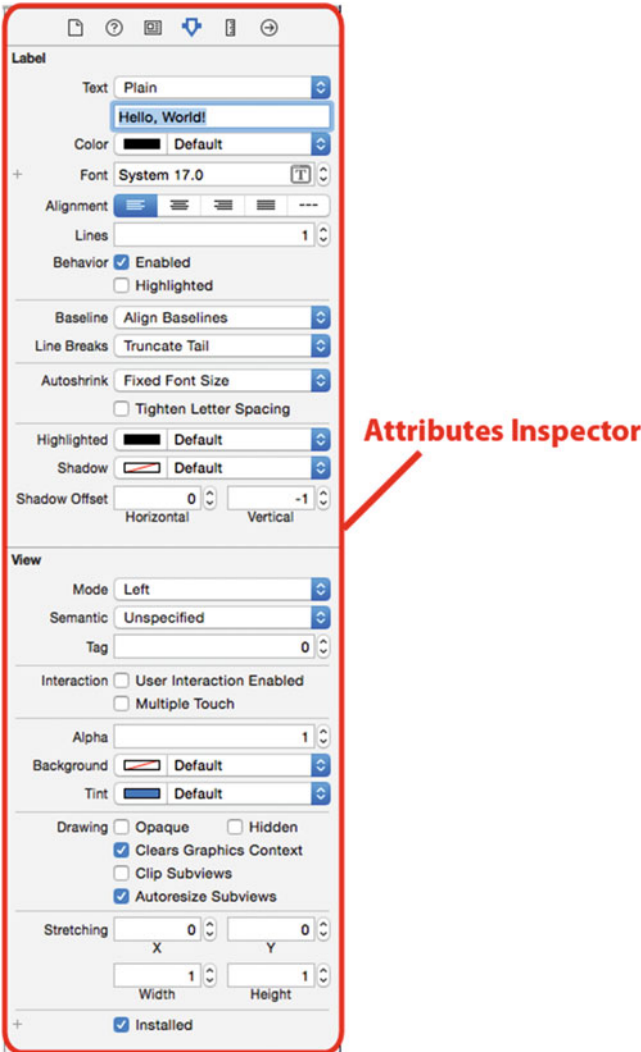 Label
Text Plain
Hello, World!
Color Default
+ Font System 17.0 T
Alignment ---
Lines 1
Behavior Enabled
Highlighted
Baseline Align Baselines
Line Breaks Truncate Tail
Autoshrink Fixed Font Size
Tighten Letter Spacing
Highlighted Default
Shadow Default
Shadow Offset 0 -1
Horizontal Vertical
Attributes Inspector
View
Mode Left
Semantic Unspecified
Tag 0
Interaction User Interaction Enabled
Multiple Touch
Alpha 1
Background Default
Tint Default
Drawing Opaque Hidden
Clears Graphics Context
Clip Subviews
Autoresize Subviews
Stretching 0 0
X Y
1 1
Width Height
+ Installed